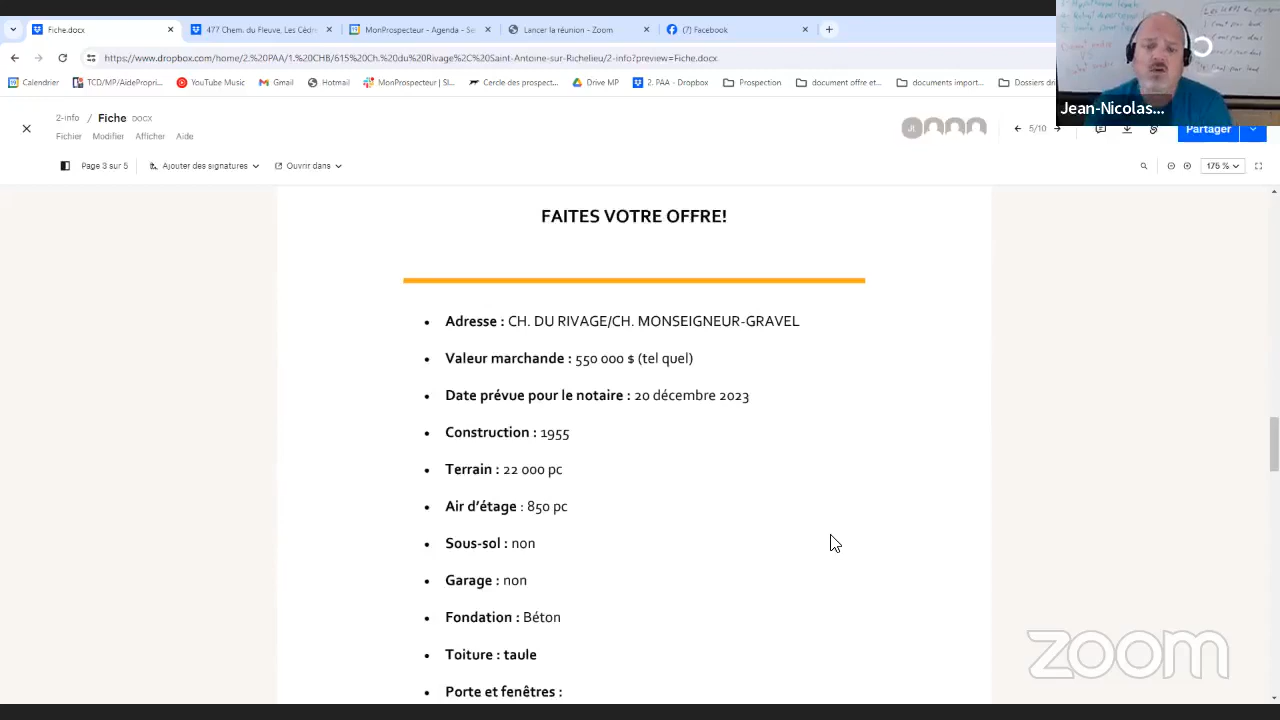 Fiche.docx
477 Chem. du Fleuve, Les Cèdr
MonProspecteur - Agenda - Se
Lancer la réunion - Zoom
(7) Facebook
https://www.dropbox.com/home/2.%20PAA/1.%20CHB/615%20Ch.%20du%20Rivage%2C%20Saint-Antoine-sur-Richelieu/2-info?preview=Fiche.docx
Calendrier
TCD/MP/AidePropri...
YouTube Music
Gmail
Hotmail
MonProspecteur | Sl...
Cercle des prospect...
Drive MP
2. PAA - Dropbox
Prospection
document offre et...
documents import...
Dossiers d
Jean-Nicolas...
2-info / Fiche DOCX
Fichier Modifier Afficher Aide
JL
5/10
Partager
Page 3 sur 5
Ajouter des signatures
Ouvrir dans
175 %
FAITES VOTRE OFFRE!
• Adresse : CH. DU RIVAGE/CH. MONSEIGNEUR-GRAVEL
• Valeur marchande : 550 000 $ (tel quel)
• Date prévue pour le notaire : 20 décembre 2023
• Construction : 1955
• Terrain : 22 000 pc
• Air d’étage : 850 pc
• Sous-sol : non
• Garage : non
• Fondation : Béton
• Toiture : taule
• Porte et fenêtres :
zoom